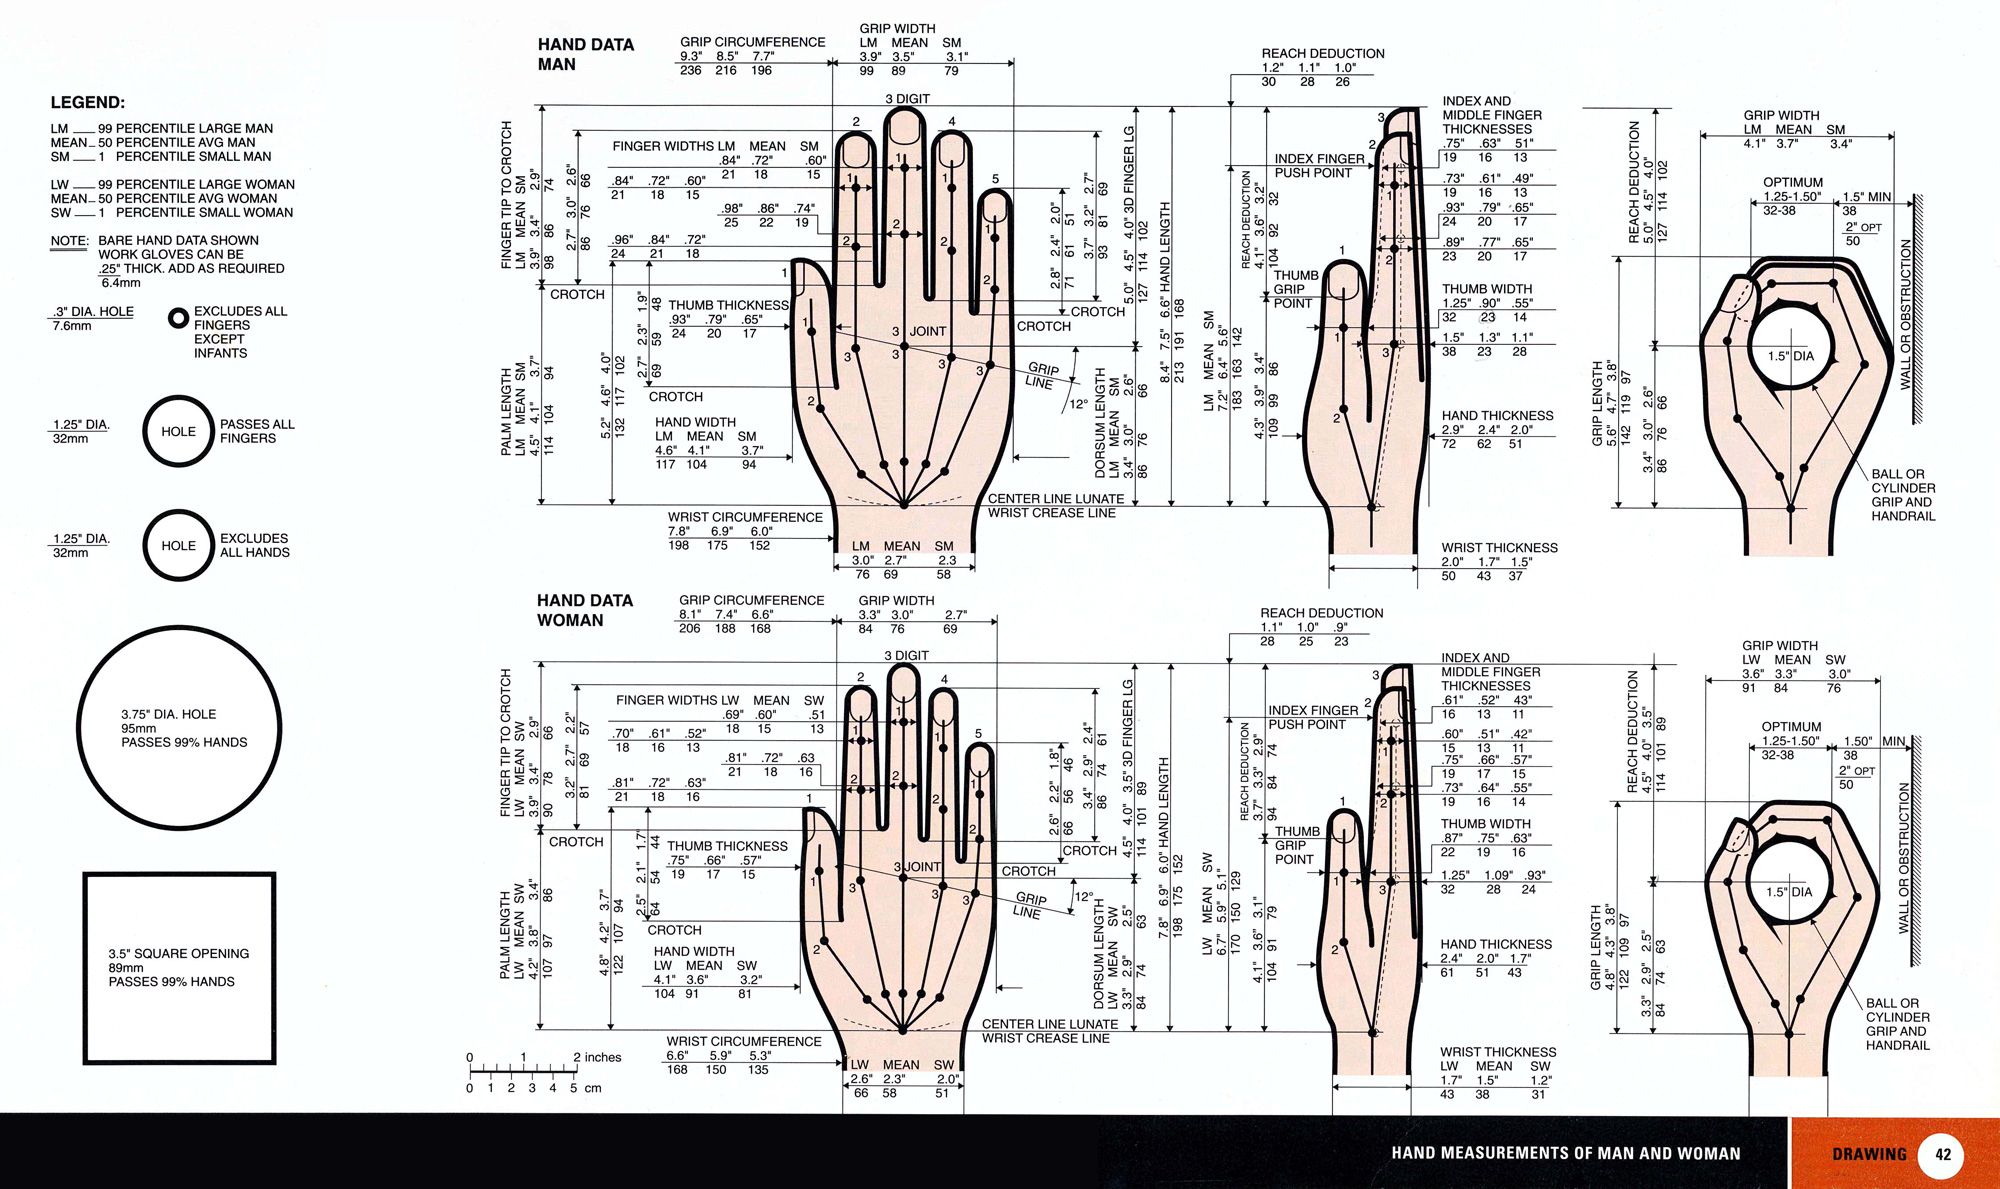 LEGEND:
LM 99 PERCENTILE LARGE MAN
MEAN 50 PERCENTILE AVG MAN
SM 1 PERCENTILE SMALL MAN
LW 99 PERCENTILE LARGE WOMAN
MEAN 50 PERCENTILE AVG WOMAN
SW 1 PERCENTILE SMALL WOMAN
NOTE: BARE HAND DATA SHOWN
WORK GLOVES CAN BE
.25" THICK. ADD AS REQUIRED
6.4mm
.3" DIA. HOLE
7.6mm
EXCLUDES ALL
FINGERS
EXCEPT
INFANTS
1.25" DIA.
32mm
HOLE
PASSES ALL
FINGERS
1.25" DIA.
32mm
HOLE
EXCLUDES
ALL HANDS
3.75" DIA. HOLE
95mm
PASSES 99% HANDS
3.5" SQUARE OPENING
89mm
PASSES 99% HANDS
HAND DATA
MAN
GRIP CIRCUMFERENCE
9.3" 8.5" 7.7"
236 216 196
GRIP WIDTH
LM MEAN SM
3.9" 3.5" 3.1"
99 89 79
3 DIGIT
2
4
5
1
FINGER TIP TO CROTCH
LM MEAN SM
3.9" 3.4" 2.9"
98 86 74
2.7" 3.0" 2.6"
86 76 66
FINGER WIDTHS LM MEAN SM
.84" .72" .60"
21 18 15
.84" .72" .60"
21 18 15
.98" .86" .74"
25 22 19
.96" .84" .72"
24 21 18
CROTCH
THUMB THICKNESS
.93" .79" .65"
24 20 17
2.7" 2.3" 1.9"
69 59 48
CROTCH
5.2" 4.6" 4.0"
132 117 102
PALM LENGTH
LM MEAN SM
4.5" 4.1" 3.7"
114 104 94
HAND WIDTH
LM MEAN SM
4.6" 4.1" 3.7"
117 104 94
3 JOINT
GRIP
LINE
12°
2.8" 2.4" 2.0"
71 61 51
CROTCH
3.7" 3.2" 2.7"
93 81 69
CROTCH
5.0" 4.5" 4.0" 3D FINGER LG
127 114 102
8.4" 7.5" 6.6" HAND LENGTH
213 191 168
DORSUM LENGTH
LM MEAN SM
3.4" 3.0" 2.6"
86 76 66
CENTER LINE LUNATE
WRIST CREASE LINE
WRIST CIRCUMFERENCE
7.8" 6.9" 6.0"
198 175 152
LM MEAN SM
3.0" 2.7" 2.3
76 69 58
REACH DEDUCTION
1.2" 1.1" 1.0"
30 28 26
INDEX FINGER
PUSH POINT
REACH DEDUCTION
4.1" 3.6" 3.2"
104 92 32
THUMB
GRIP
POINT
LM MEAN SM
7.2" 6.4" 5.6"
183 163 142
4.3" 3.9" 3.4"
109 99 86
INDEX AND
MIDDLE FINGER
THICKNESSES
.75" .63" 51"
19 16 13
.73" .61" .49"
19 16 13
.93" .79" .65"
24 20 17
.89" .77" .65"
23 20 17
THUMB WIDTH
1.25" .90" .55"
32 23 14
1.5" 1.3" 1.1"
38 23 28
HAND THICKNESS
2.9" 2.4" 2.0"
72 62 51
WRIST THICKNESS
2.0" 1.7" 1.5"
50 43 37
REACH DEDUCTION
5.0" 4.5" 4.0"
127 114 102
GRIP WIDTH
LM MEAN SM
4.1" 3.7" 3.4"
OPTIMUM
1.25-1.50"
32-38
1.5" MIN
38
2" OPT
50
WALL OR OBSTRUCTION
1.5" DIA
GRIP LENGTH
5.6" 4.7" 3.8"
142 119 97
3.4" 3.0" 2.6"
86 76 66
BALL OR
CYLINDER
GRIP AND
HANDRAIL
HAND DATA
WOMAN
GRIP CIRCUMFERENCE
8.1" 7.4" 6.6"
206 188 168
GRIP WIDTH
3.3" 3.0" 2.7"
84 76 69
3 DIGIT
2
4
5
1
FINGER TIP TO CROTCH
LW MEAN SW
3.9" 3.4" 2.9"
90 78 66
3.2" 2.7" 2.2"
81 69 57
FINGER WIDTHS LW MEAN SW
.69" .60" .51
18 15 13
.70" .61" .52"
18 16 13
.81" .72" .63
21 18 16
.81" .72" .63"
21 18 16
CROTCH
THUMB THICKNESS
.75" .66" .57"
19 17 15
2.5" 2.1" 1.7"
64 54 44
CROTCH
4.8" 4.2" 3.7"
122 107 94
PALM LENGTH
LW MEAN SW
4.2" 3.8" 3.4"
107 97 86
HAND WIDTH
LW MEAN SW
4.1" 3.6" 3.2"
104 91 81
3 JOINT
GRIP
LINE
12°
2.6" 2.2" 1.8"
66 56 46
CROTCH
3.4" 2.9" 2.4"
86 74 61
CROTCH
4.5" 4.0" 3.5" 3D FINGER LG
114 101 89
7.8" 6.9" 6.0" HAND LENGTH
198 175 152
DORSUM LENGTH
LW MEAN SW
3.3" 2.9" 2.5"
84 74 63
CENTER LINE LUNATE
WRIST CREASE LINE
WRIST CIRCUMFERENCE
6.6" 5.9" 5.3"
168 150 135
LW MEAN SW
2.6" 2.3" 2.0"
66 58 51
0 1 2 inches
0 1 2 3 4 5 cm
REACH DEDUCTION
1.1" 1.0" .9"
28 25 23
INDEX FINGER
PUSH POINT
REACH DEDUCTION
3.7" 3.3" 2.9"
94 84 74
THUMB
GRIP
POINT
LW MEAN SW
6.7" 5.9" 5.1"
170 150 129
4.1" 3.6" 3.1"
104 91 79
INDEX AND
MIDDLE FINGER
THICKNESSES
.61" .52" 43"
16 13 11
.60" .51" .42"
15 13 11
.75" .66" .57"
19 17 15
.73" .64" .55"
19 16 14
THUMB WIDTH
.87" .75" .63"
22 19 16
1.25" 1.09" .93"
32 28 24
HAND THICKNESS
2.4" 2.0" 1.7"
61 51 43
WRIST THICKNESS
LW MEAN SW
1.7" 1.5" 1.2"
43 38 31
REACH DEDUCTION
4.5" 4.0" 3.5"
114 101 89
GRIP WIDTH
LW MEAN SW
3.6" 3.3" 3.0"
91 84 76
OPTIMUM
1.25-1.50"
32-38
1.50" MIN
38
2" OPT
50
WALL OR OBSTRUCTION
1.5" DIA
GRIP LENGTH
4.8" 4.3" 3.8"
122 109 97
3.3" 2.9" 2.5"
84 74 63
BALL OR
CYLINDER
GRIP AND
HANDRAIL
HAND MEASUREMENTS OF MAN AND WOMAN
DRAWING 42